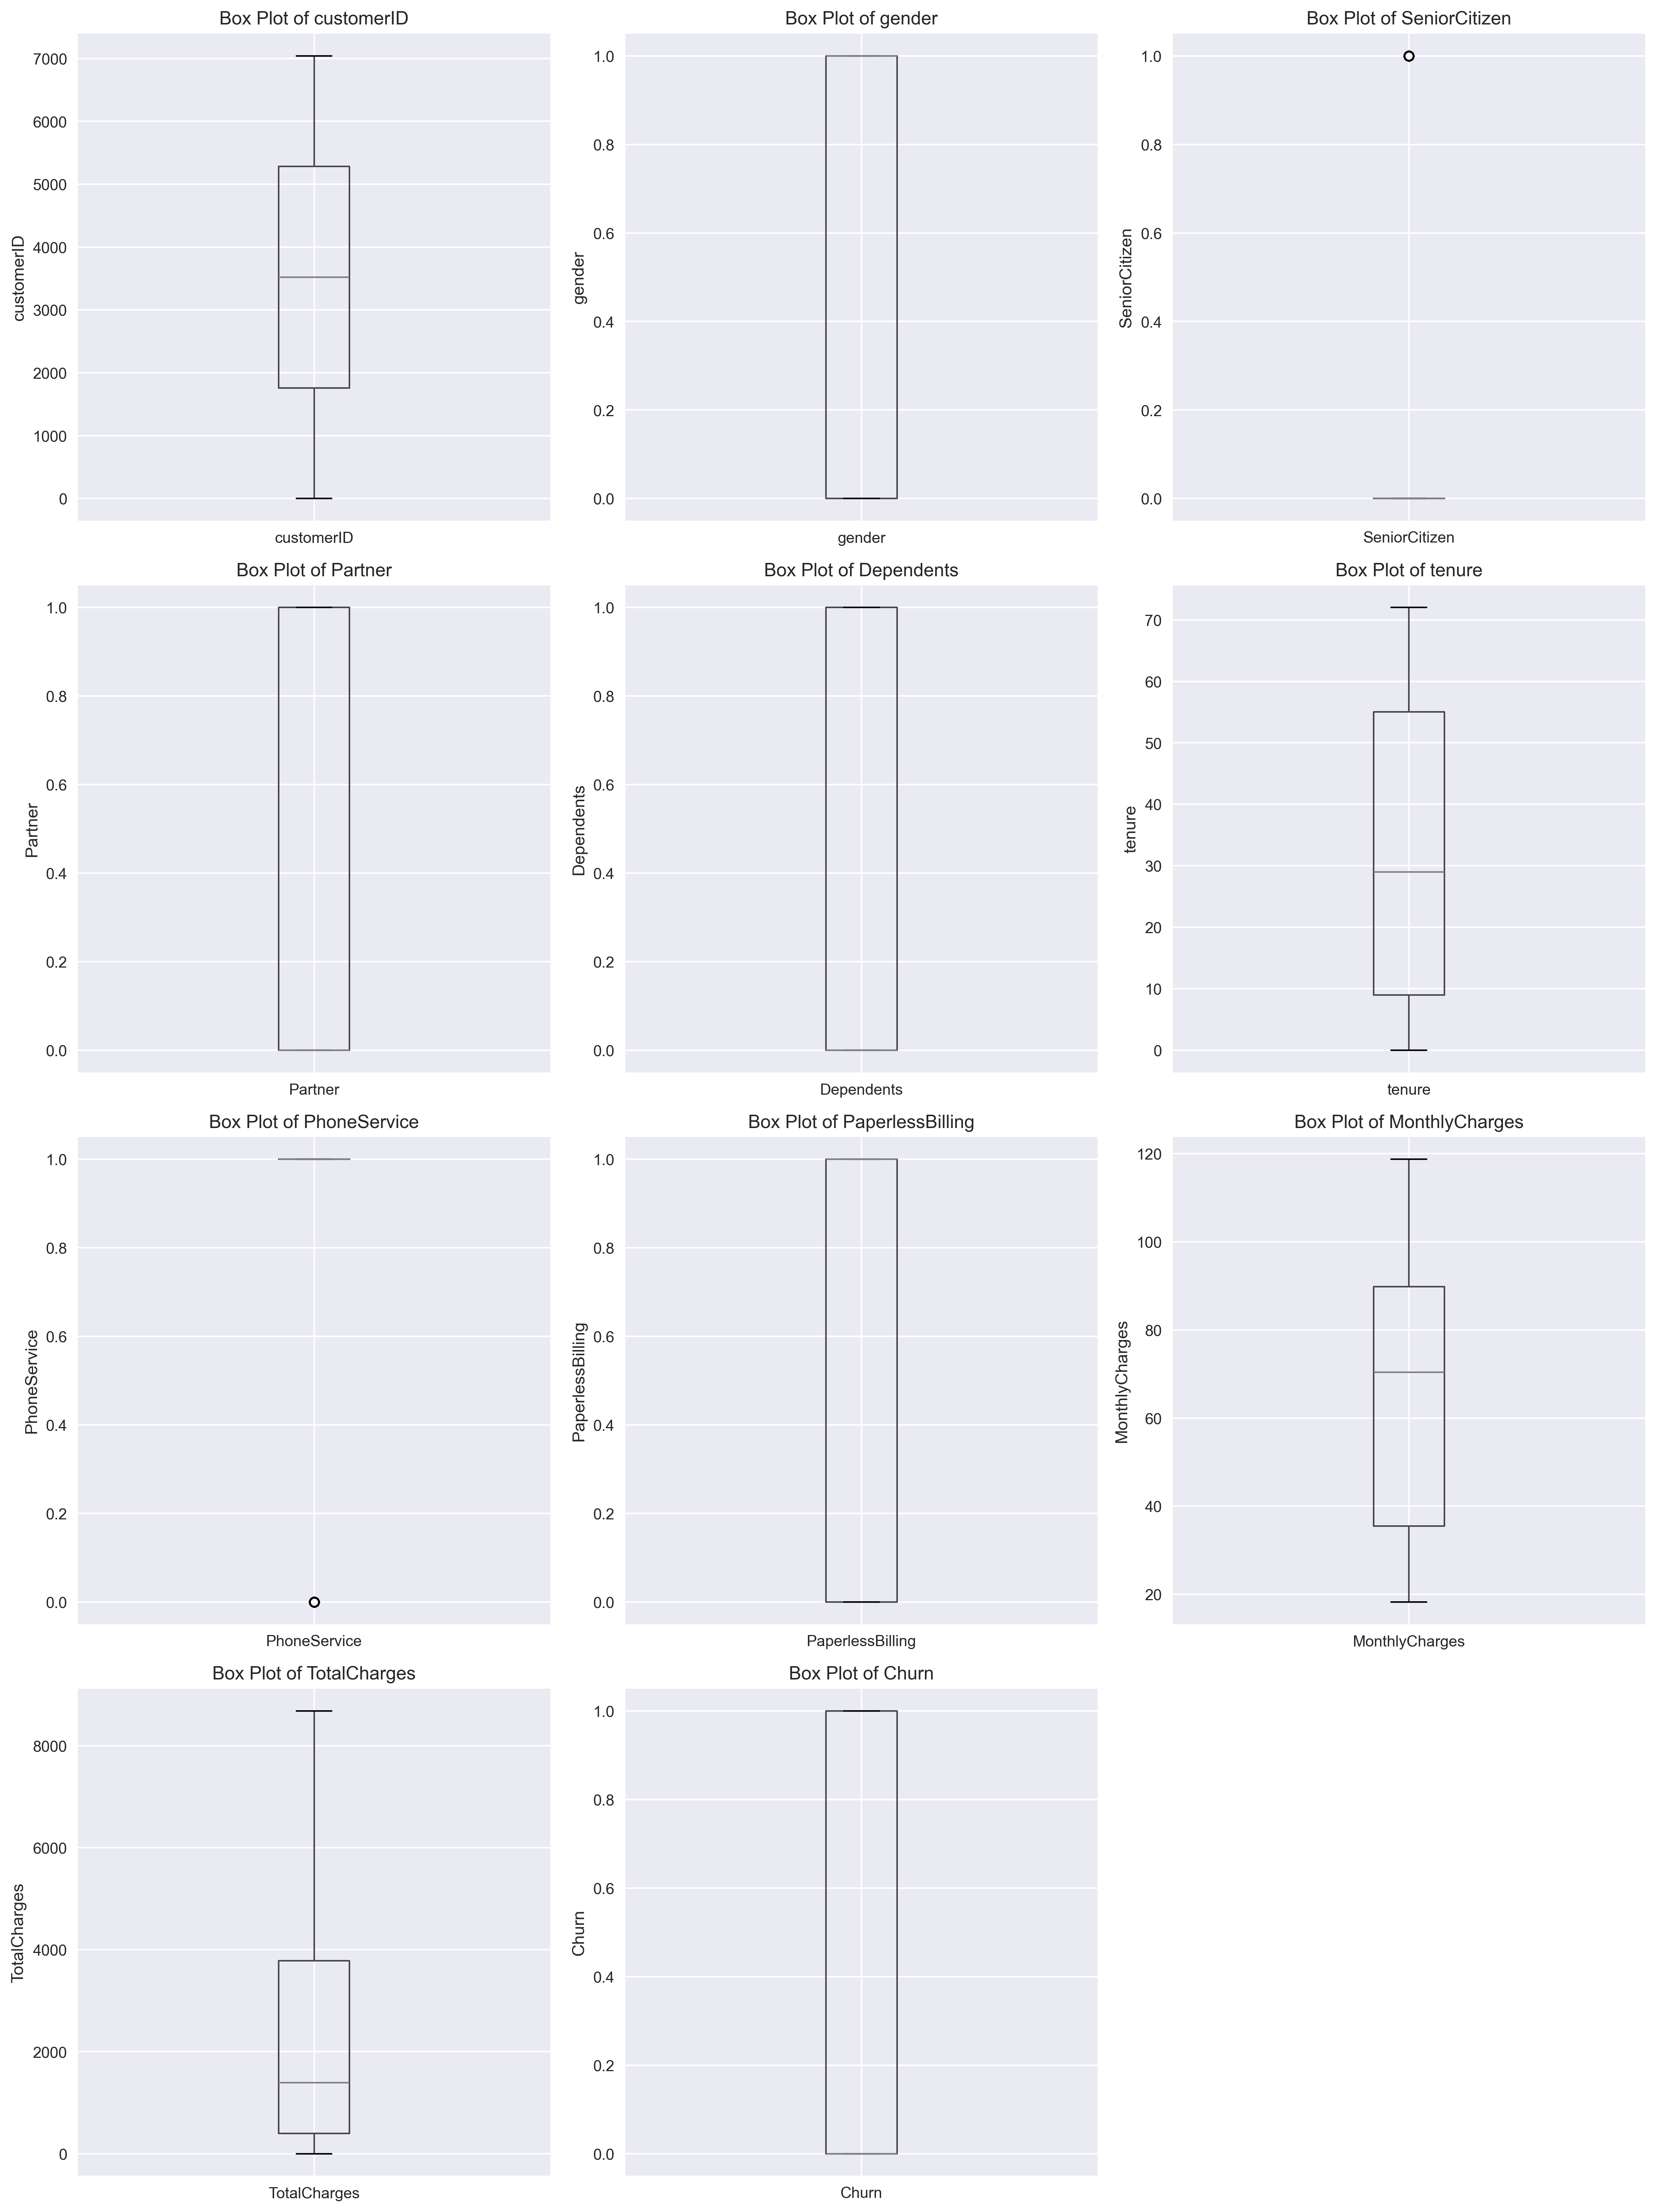 Box Plot of customerID
7000
6000
5000
4000
3000
2000
1000
0
customerID
customerID
Box Plot of gender
1.0
0.8
0.6
0.4
0.2
0.0
gender
gender
Box Plot of SeniorCitizen
1.0
0.8
0.6
0.4
0.2
0.0
SeniorCitizen
SeniorCitizen
Box Plot of Partner
1.0
0.8
0.6
0.4
0.2
0.0
Partner
Partner
Box Plot of Dependents
1.0
0.8
0.6
0.4
0.2
0.0
Dependents
Dependents
Box Plot of tenure
70
60
50
40
30
20
10
0
tenure
tenure
Box Plot of PhoneService
1.0
0.8
0.6
0.4
0.2
0.0
PhoneService
PhoneService
Box Plot of PaperlessBilling
1.0
0.8
0.6
0.4
0.2
0.0
PaperlessBilling
PaperlessBilling
Box Plot of MonthlyCharges
120
100
80
60
40
20
MonthlyCharges
MonthlyCharges
Box Plot of TotalCharges
8000
6000
4000
2000
0
TotalCharges
TotalCharges
Box Plot of Churn
1.0
0.8
0.6
0.4
0.2
0.0
Churn
Churn